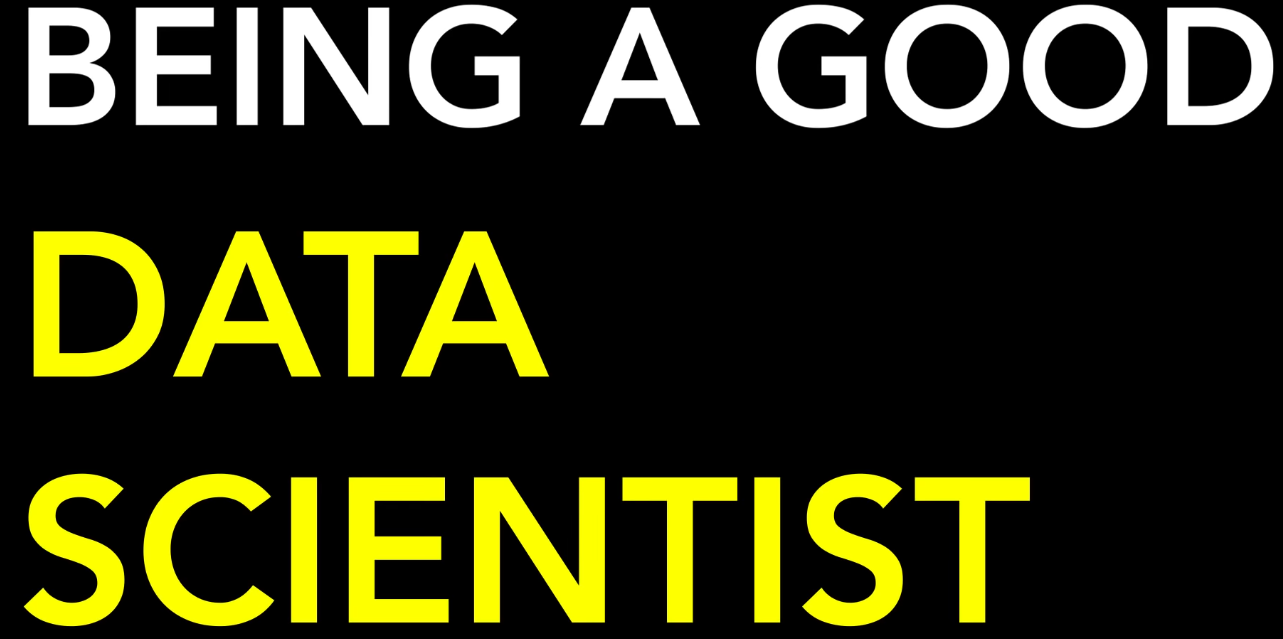 BEING A GOOD
DATA
SCIENTIST